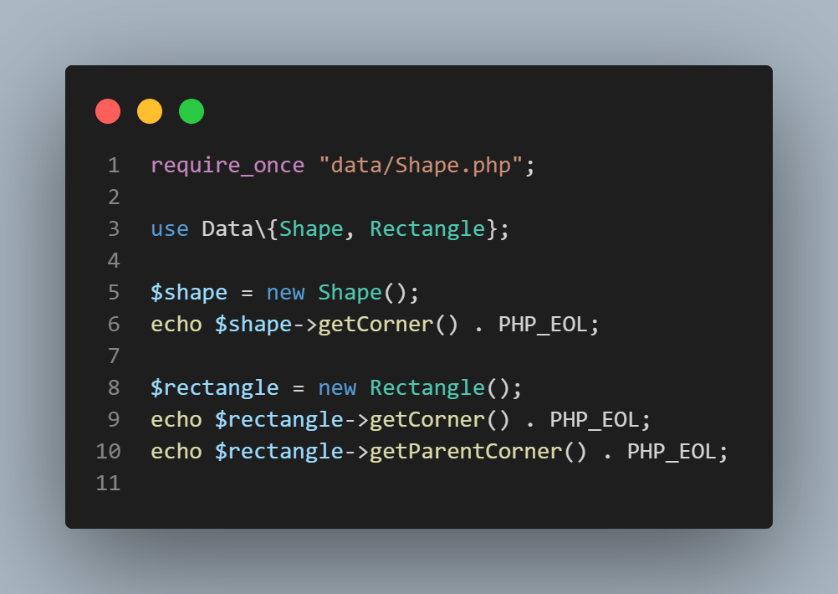 1 require_once "data/Shape.php";
2
3 use Data\{Shape, Rectangle};
4
5 $shape = new Shape();
6 echo $shape->getCorner() . PHP_EOL;
7
8 $rectangle = new Rectangle();
9 echo $rectangle->getCorner() . PHP_EOL;
10 echo $rectangle->getParentCorner() . PHP_EOL;
11